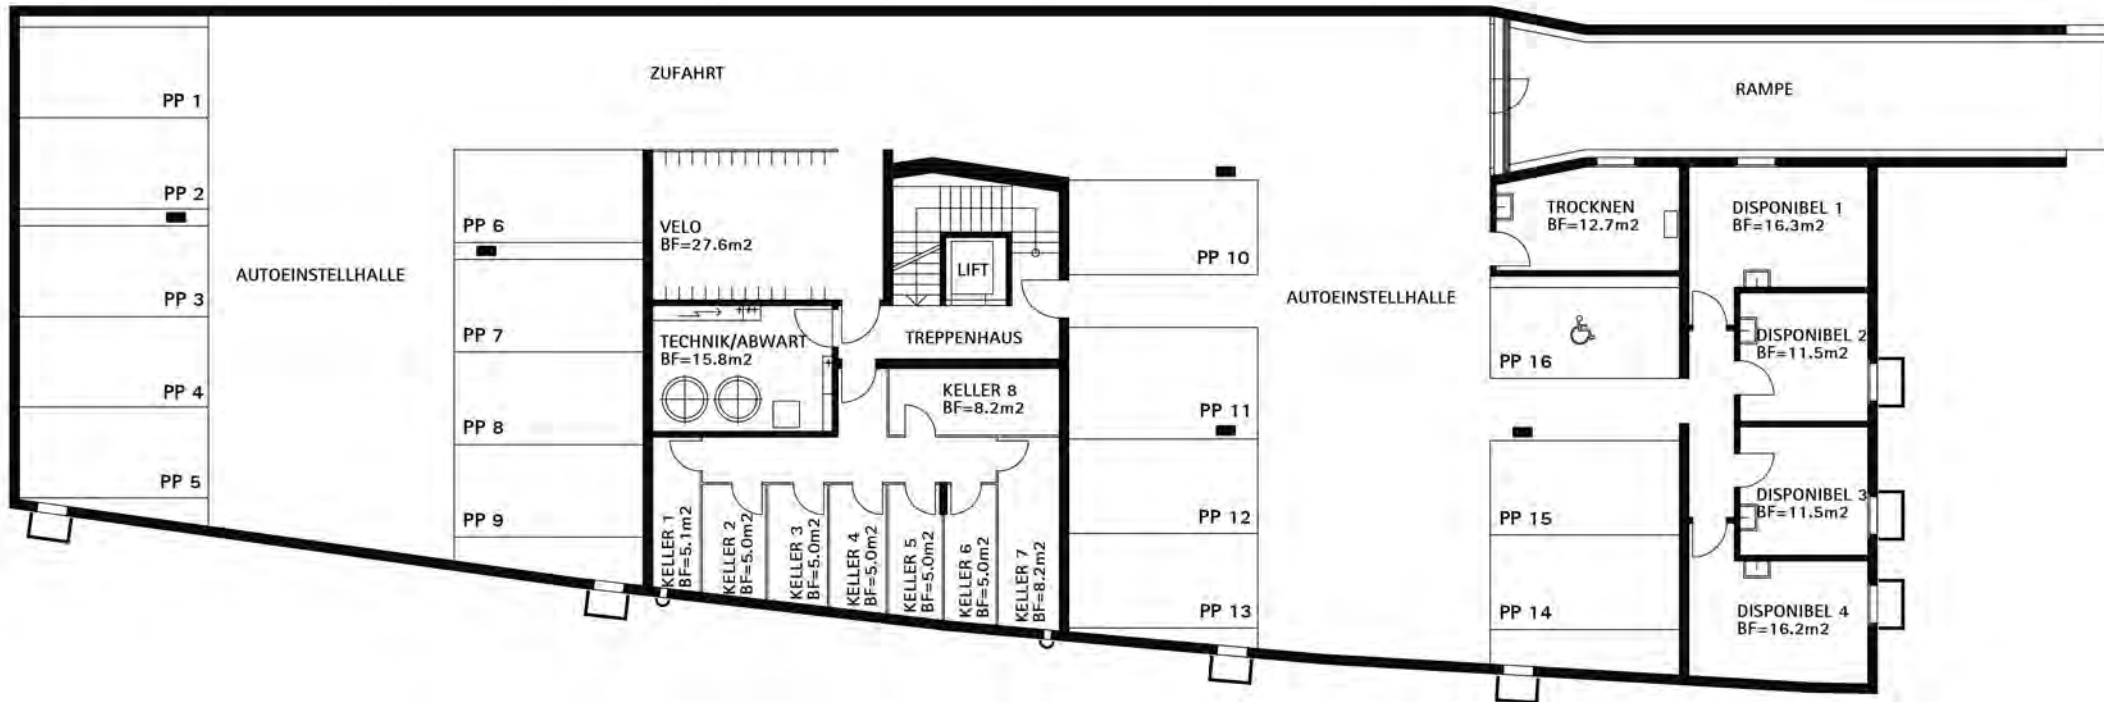 ZUFAHRT
RAMPE
PP 1
PP 2
PP 3
PP 4
PP 5
AUTOEINSTELLHALLE
PP 6
PP 7
PP 8
PP 9
VELO
BF=27.6m2
TECHNIK/ABWART
BF=15.8m2
LIFT
TREPPENHAUS
KELLER 8
BF=8.2m2
KELLER 1
BF=5.1m2
KELLER 2
BF=5.0m2
KELLER 3
BF=5.0m2
KELLER 4
BF=5.0m2
KELLER 5
BF=5.0m2
KELLER 6
BF=5.0m2
KELLER 7
BF=8.2m2
PP 10
PP 11
PP 12
PP 13
AUTOEINSTELLHALLE
TROCKNEN
BF=12.7m2
PP 16
PP 15
PP 14
DISPONIBEL 1
BF=16.3m2
DISPONIBEL 2
BF=11.5m2
DISPONIBEL 3
BF=11.5m2
DISPONIBEL 4
BF=16.2m2